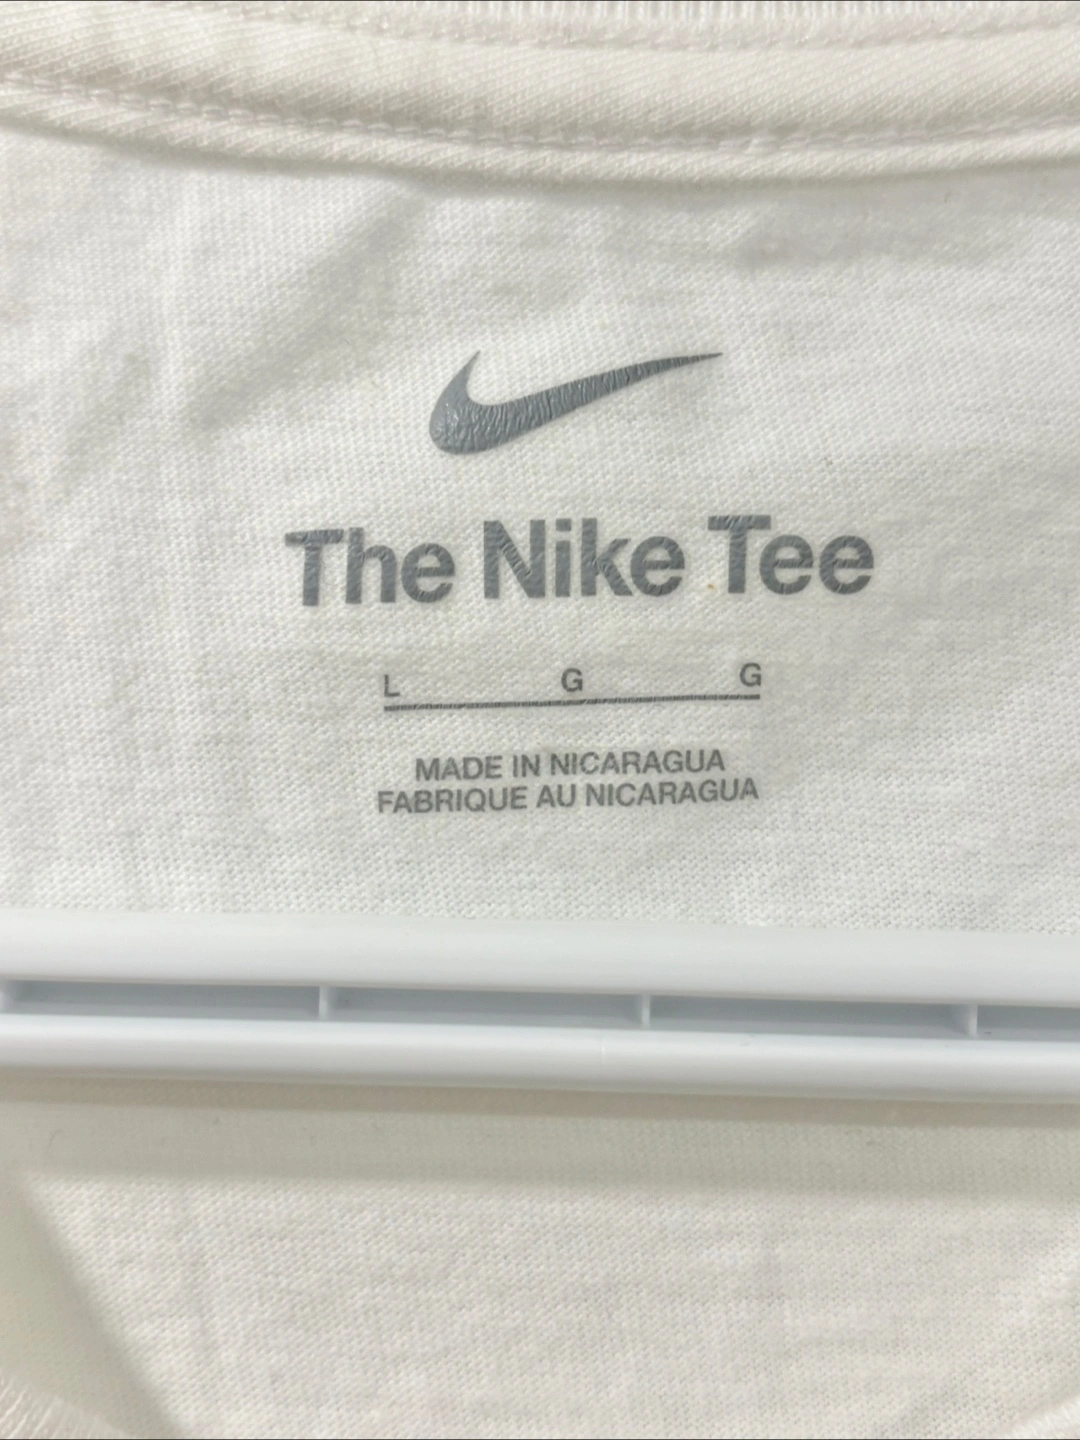 The Nike Tee
L G G
MADE IN NICARAGUA
FABRIQUE AU NICARAGUA